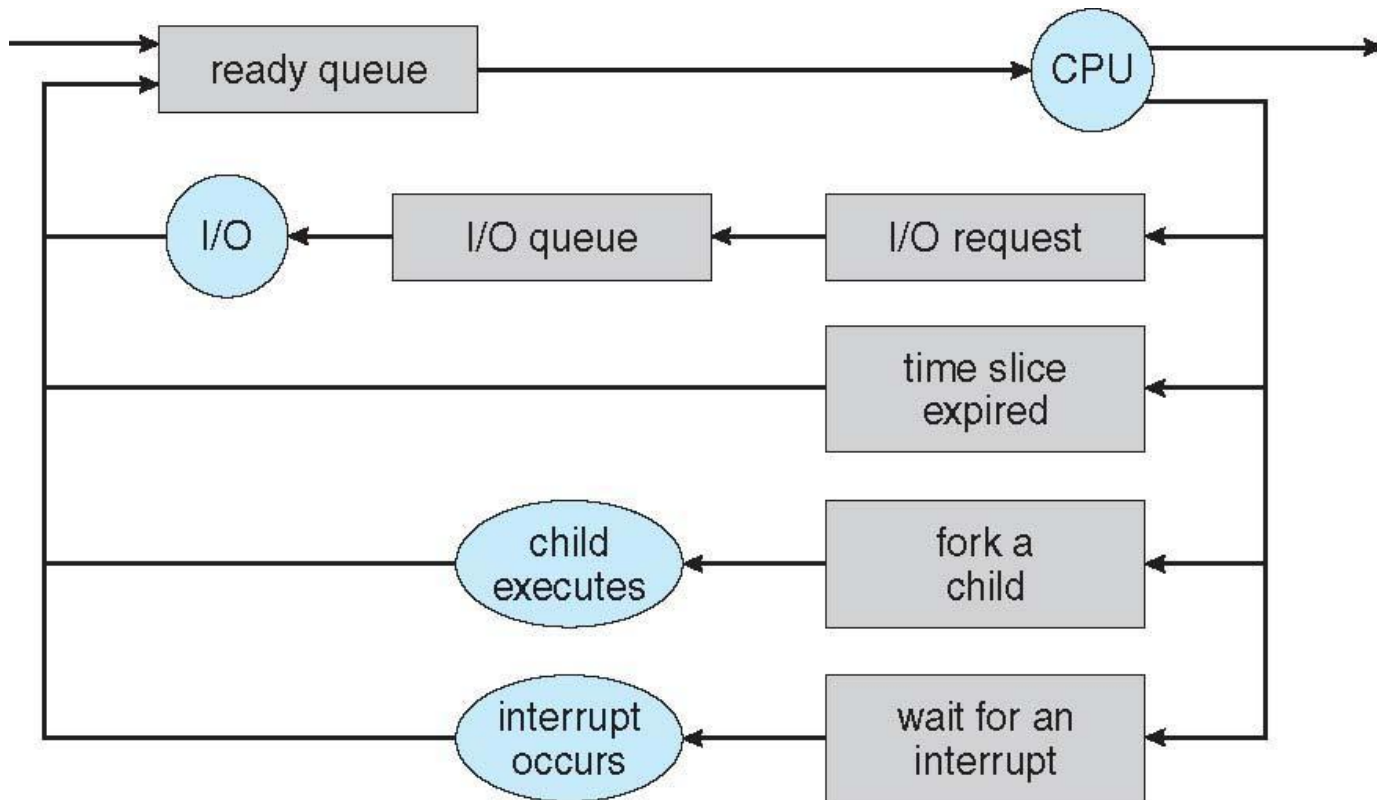 ready queue
CPU
I/O
I/O queue
I/O request
time slice
expired
child
executes
fork a
child
interrupt
occurs
wait for an
interrupt